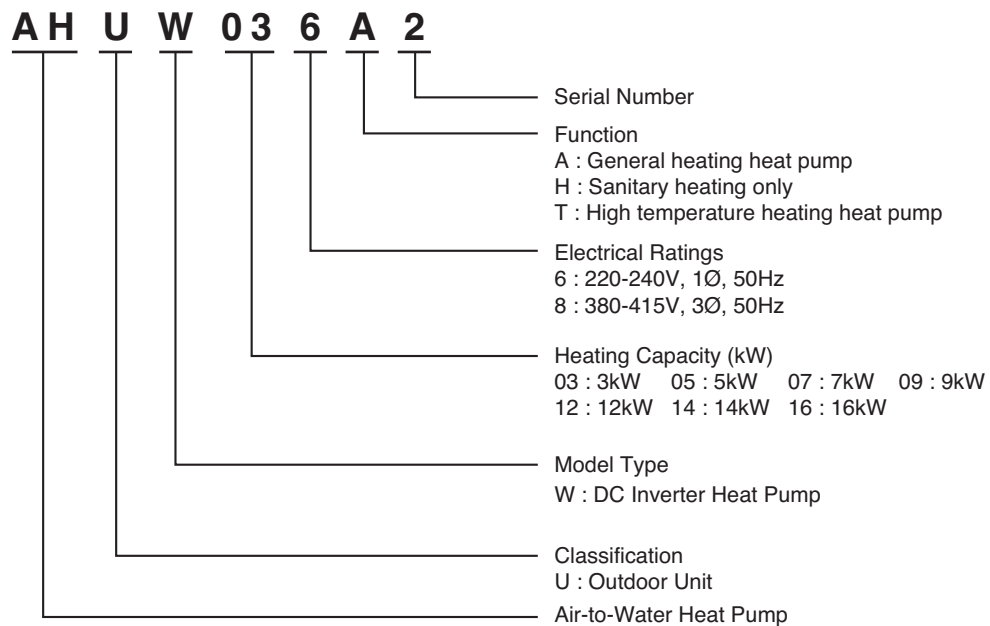 AH U W 03 6 A 2
Serial Number
Function
A : General heating heat pump
H : Sanitary heating only
T : High temperature heating heat pump
Electrical Ratings
6 : 220-240V, 1Ø, 50Hz
8 : 380-415V, 3Ø, 50Hz
Heating Capacity (kW)
03 : 3kW 05 : 5kW 07 : 7kW 09 : 9kW
12 : 12kW 14 : 14kW 16 : 16kW
Model Type
W : DC Inverter Heat Pump
Classification
U : Outdoor Unit
Air-to-Water Heat Pump